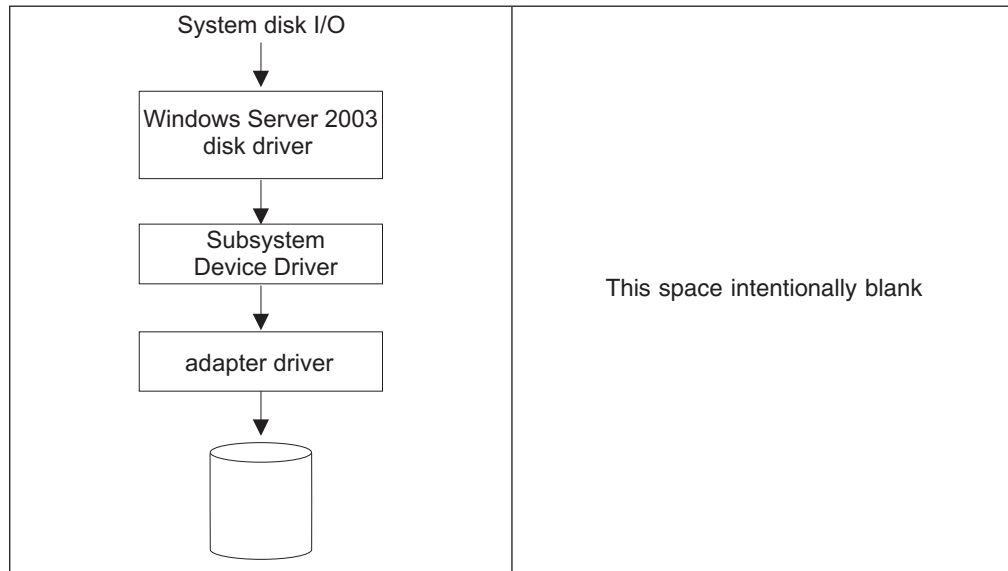 System disk I/O
Windows Server 2003
disk driver
Subsystem
Device Driver
adapter driver
This space intentionally blank